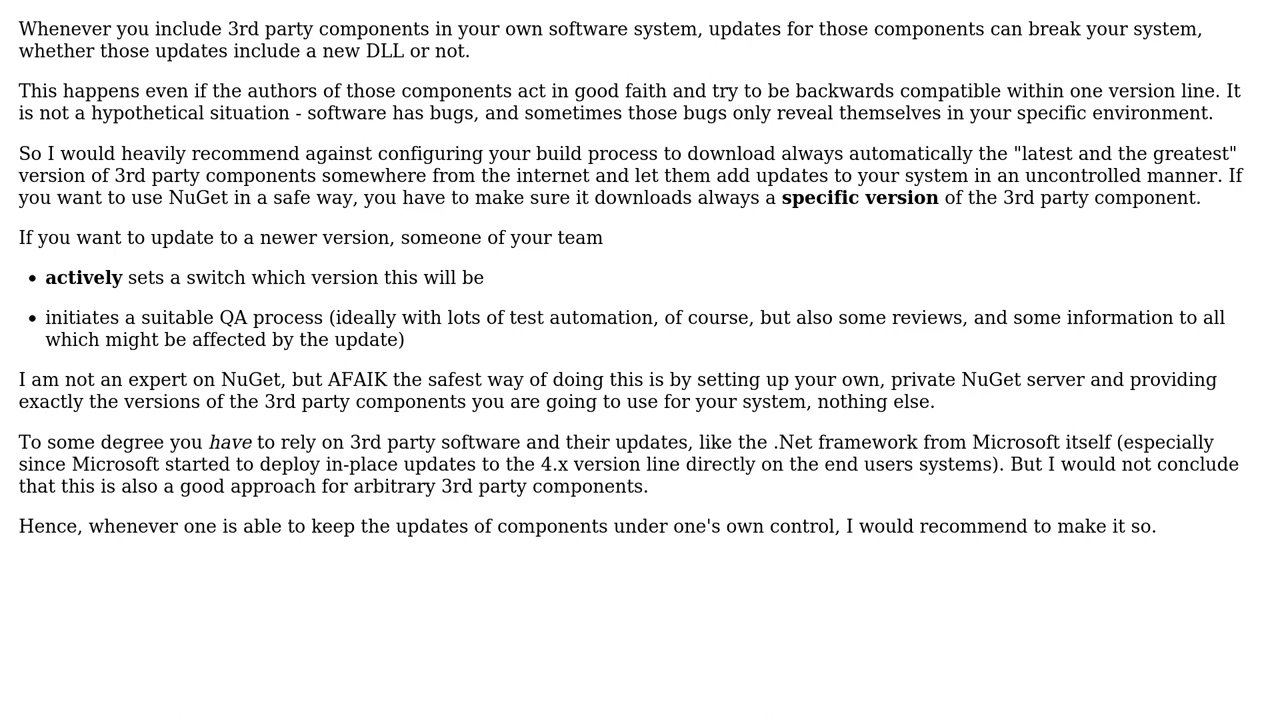 Whenever you include 3rd party components in your own software system, updates for those components can break your system,
whether those updates include a new DLL or not.
This happens even if the authors of those components act in good faith and try to be backwards compatible within one version line. It
is not a hypothetical situation - software has bugs, and sometimes those bugs only reveal themselves in your specific environment.
So I would heavily recommend against configuring your build process to download always automatically the "latest and the greatest"
version of 3rd party components somewhere from the internet and let them add updates to your system in an uncontrolled manner. If
you want to use NuGet in a safe way, you have to make sure it downloads always a specific version of the 3rd party component.
If you want to update to a newer version, someone of your team
• actively sets a switch which version this will be
• initiates a suitable QA process (ideally with lots of test automation, of course, but also some reviews, and some information to all
which might be affected by the update)
I am not an expert on NuGet, but AFAIK the safest way of doing this is by setting up your own, private NuGet server and providing
exactly the versions of the 3rd party components you are going to use for your system, nothing else.
To some degree you have to rely on 3rd party software and their updates, like the .Net framework from Microsoft itself (especially
since Microsoft started to deploy in-place updates to the 4.x version line directly on the end users systems). But I would not conclude
that this is also a good approach for arbitrary 3rd party components.
Hence, whenever one is able to keep the updates of components under one's own control, I would recommend to make it so.